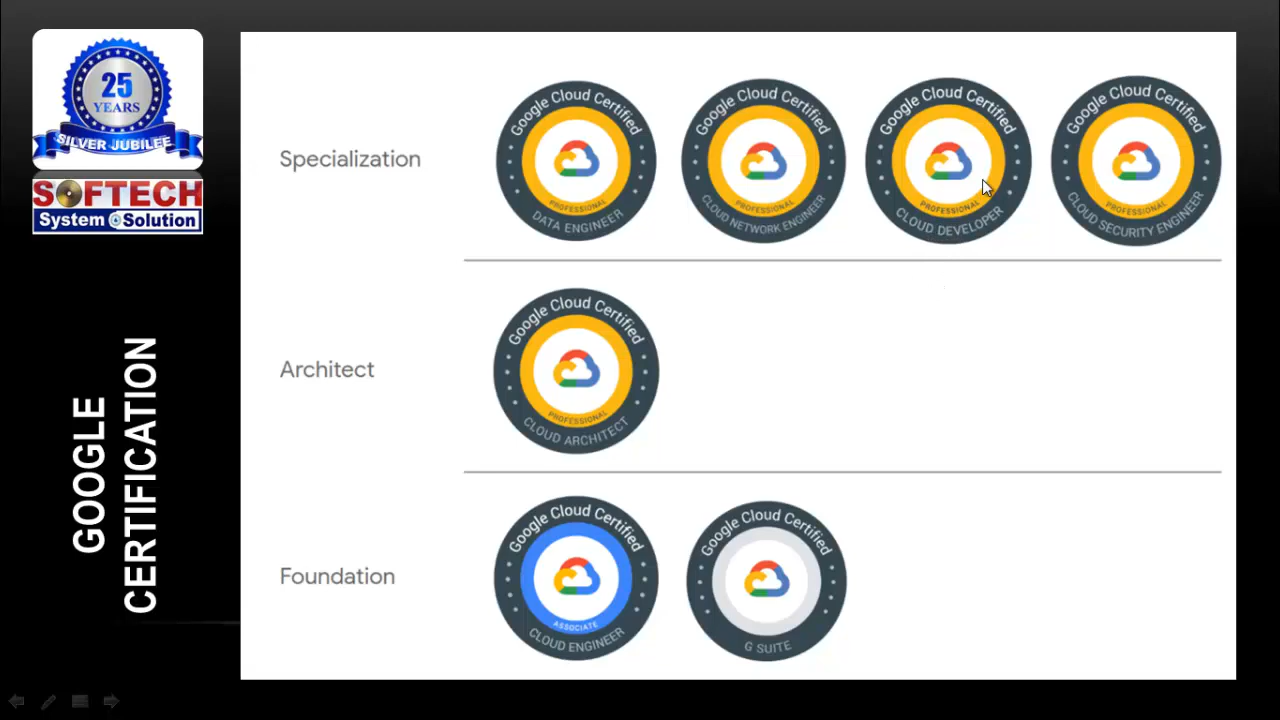 25
YEARS
SILVER JUBILEE
SOFTECH
System @ Solution
GOOGLE
CERTIFICATION
Specialization
Google Cloud Certified
PROFESSIONAL
DATA ENGINEER
Google Cloud Certified
PROFESSIONAL
CLOUD NETWORK ENGINEER
Google Cloud Certified
PROFESSIONAL
CLOUD DEVELOPER
Google Cloud Certified
PROFESSIONAL
CLOUD SECURITY ENGINEER
Architect
Google Cloud Certified
PROFESSIONAL
CLOUD ARCHITECT
Foundation
Google Cloud Certified
ASSOCIATE
CLOUD ENGINEER
Google Cloud Certified
G SUITE